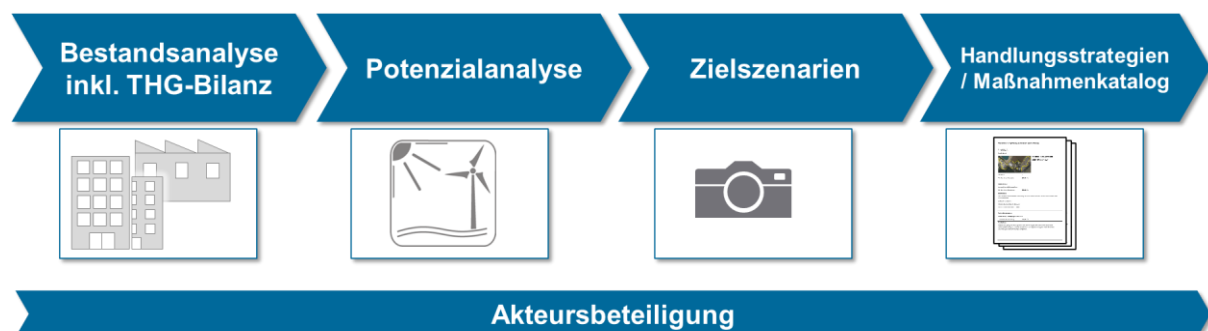 Bestandsanalyse
inkl. THG-Bilanz
Potenzialanalyse
Zielszenarien
Handlungsstrategien
/ Maßnahmenkatalog
Akteursbeteiligung